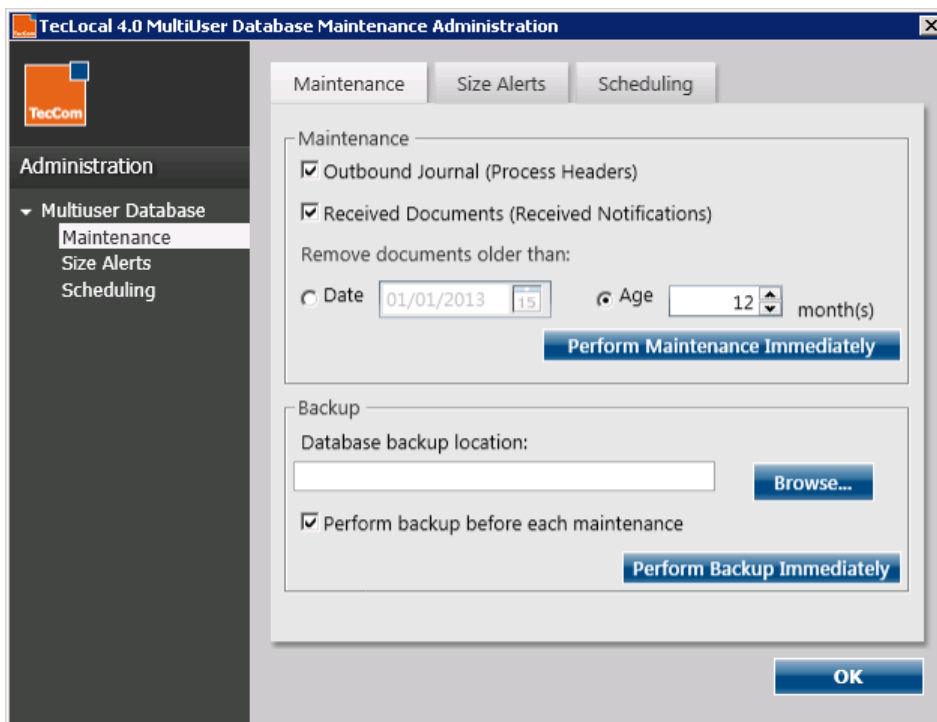 TecLocal 4.0 MultiUser Database Maintenance Administration
TecCom
Administration
Multiuser Database
Maintenance
Size Alerts
Scheduling
Maintenance Size Alerts Scheduling
Maintenance
Outbound Journal (Process Headers)
Received Documents (Received Notifications)
Remove documents older than:
Date 01/01/2013 15 Age 12 month(s)
Perform Maintenance Immediately
Backup
Database backup location:
Browse...
Perform backup before each maintenance
Perform Backup Immediately
OK